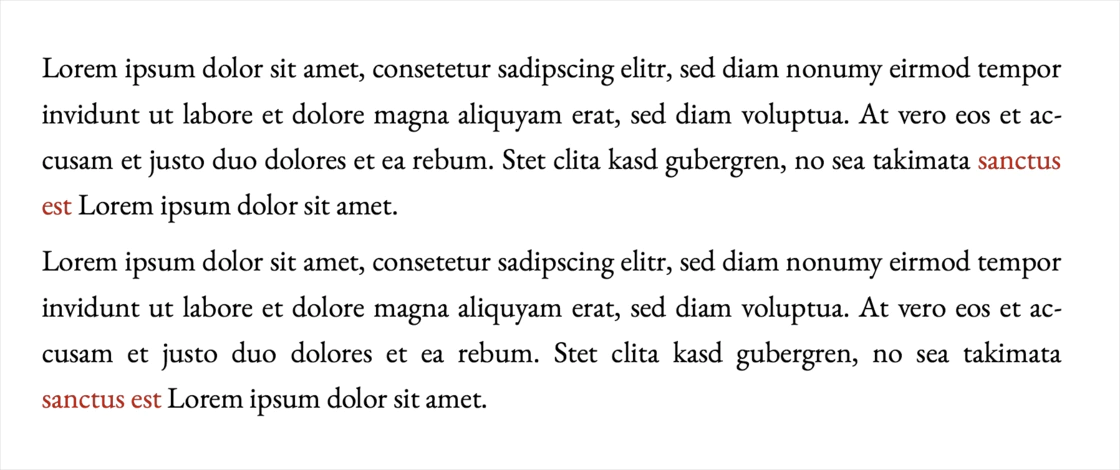 Lorem ipsum dolor sit amet, consetetur sadipscing elitr, sed diam nonumy eirmod tempor
invidunt ut labore et dolore magna aliquyam erat, sed diam voluptua. At vero eos et ac-
cusam et justo duo dolores et ea rebum. Stet clita kasd gubergren, no sea takimata sanctus
est Lorem ipsum dolor sit amet.
Lorem ipsum dolor sit amet, consetetur sadipscing elitr, sed diam nonumy eirmod tempor
invidunt ut labore et dolore magna aliquyam erat, sed diam voluptua. At vero eos et ac-
cusam et justo duo dolores et ea rebum. Stet clita kasd gubergren, no sea takimata
sanctus est Lorem ipsum dolor sit amet.